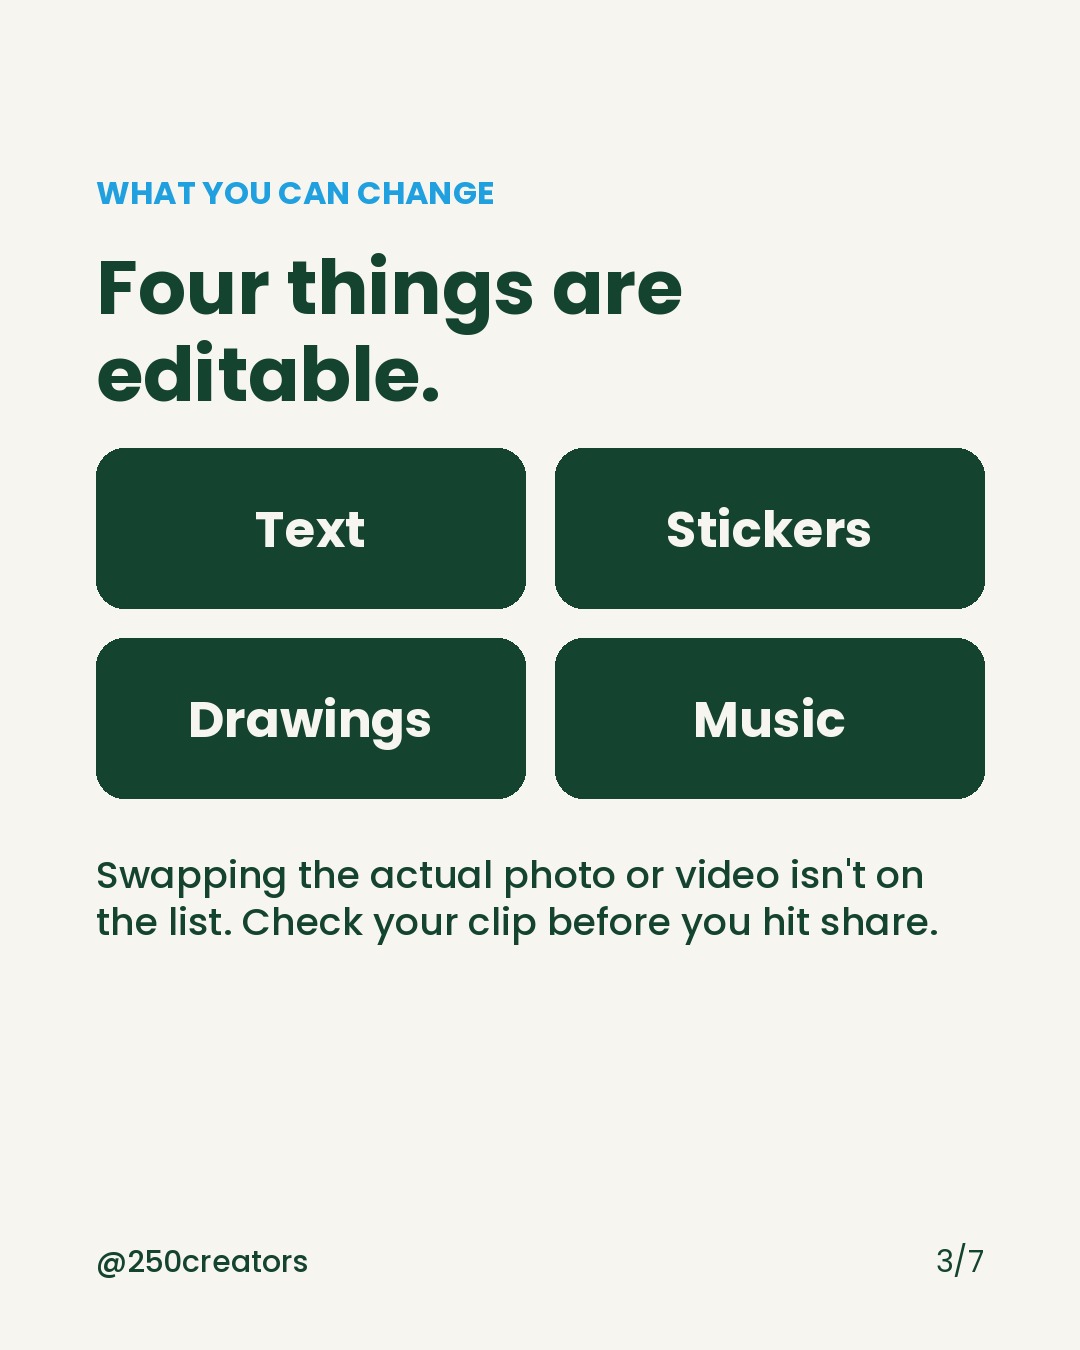 WHAT YOU CAN CHANGE
Four things are
editable.
Text
Stickers
Drawings
Music
Swapping the actual photo or video isn't on
the list. Check your clip before you hit share.
@250creators
3/7